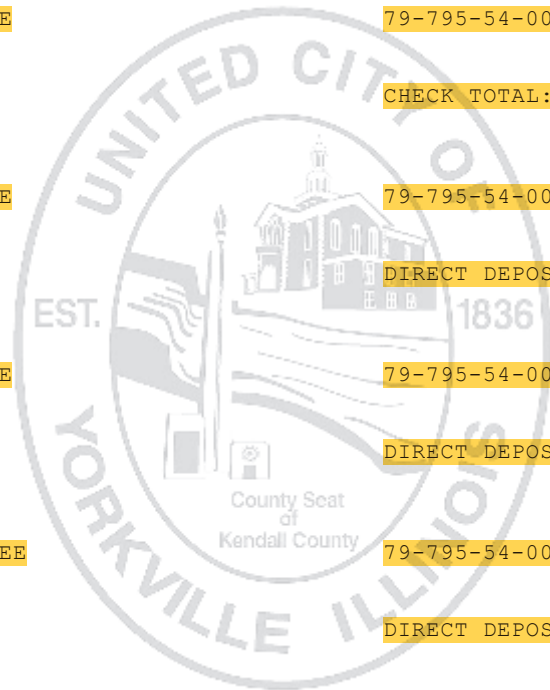 E 79-795-54-00
CHECK TOTAL:
E 79-795-54-00
DIRECT DEPOS
E 79-795-54-00
DIRECT DEPOS
EE 79-795-54-00
DIRECT DEPOS
UNITED CITY OF
EST. 1836
County Seat
of
Kendall County
YORKVILLE ILLINOIS